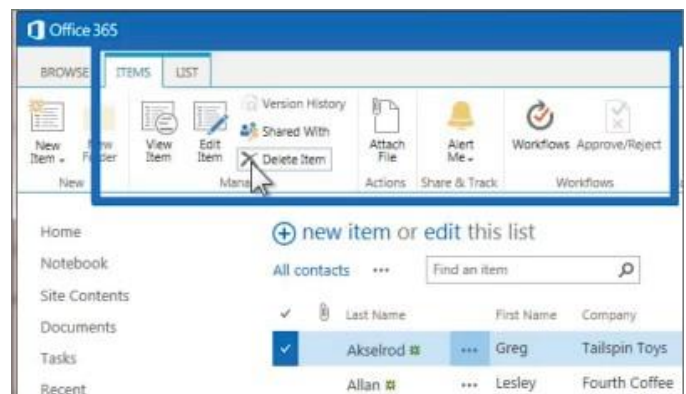 Office 365
BROWSE ITEMS LIST
New Item
New Folder
View Item
Edit Item
Version History
Shared With
Delete Item
Attach File
Alert Me
Workflows
Approve/Reject
New
Actions
Share & Track
Workflows
Home
Notebook
Site Contents
Documents
Tasks
Recent
new item or edit this list
All contacts ... Find an item
Last Name First Name Company
Akselrod ... Greg Tailspin Toys
Allan ... Lesley Fourth Coffee